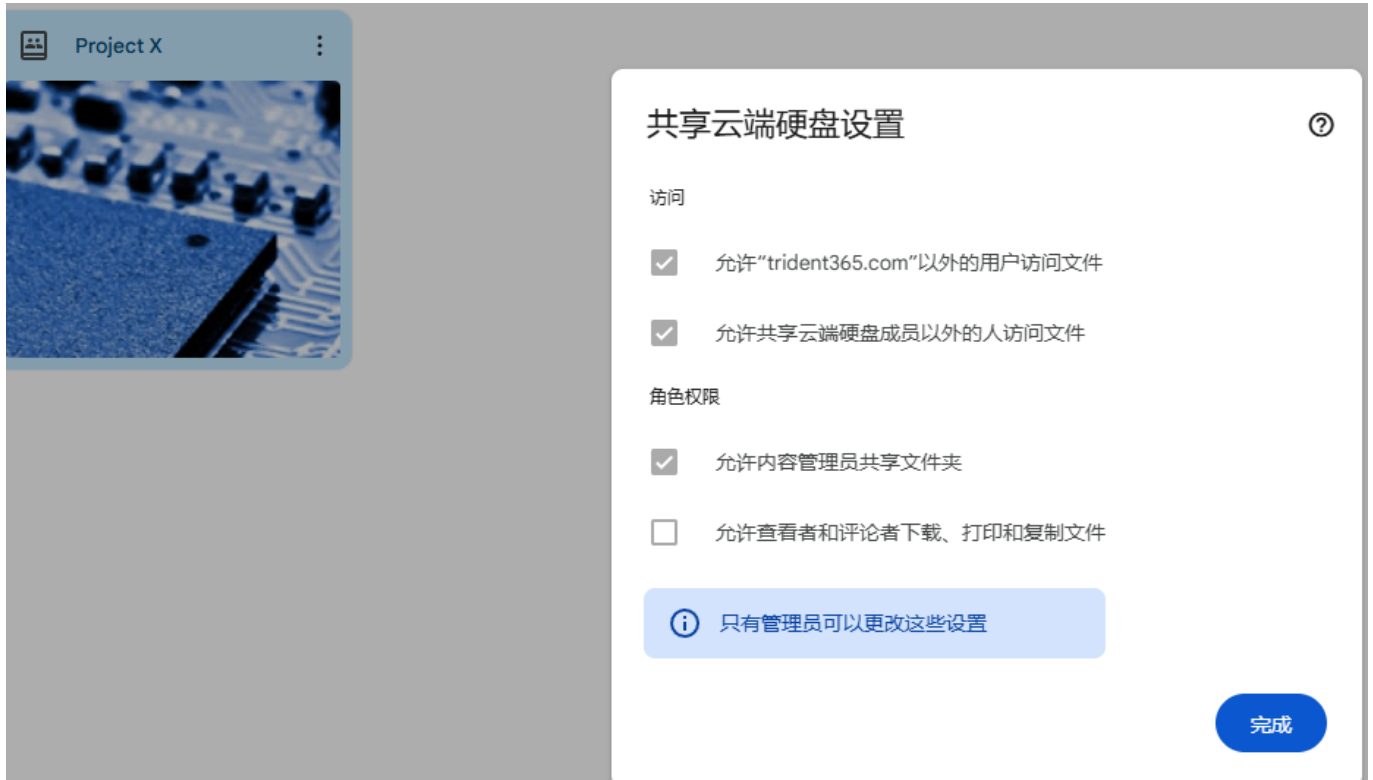 Project X
共享云端硬盘设置
访问
允许“trident365.com”以外的用户访问文件
允许共享云端硬盘成员以外的人访问文件
角色权限
允许内容管理员共享文件夹
允许查看者和评论者下载、打印和复制文件
只有管理员可以更改这些设置
完成